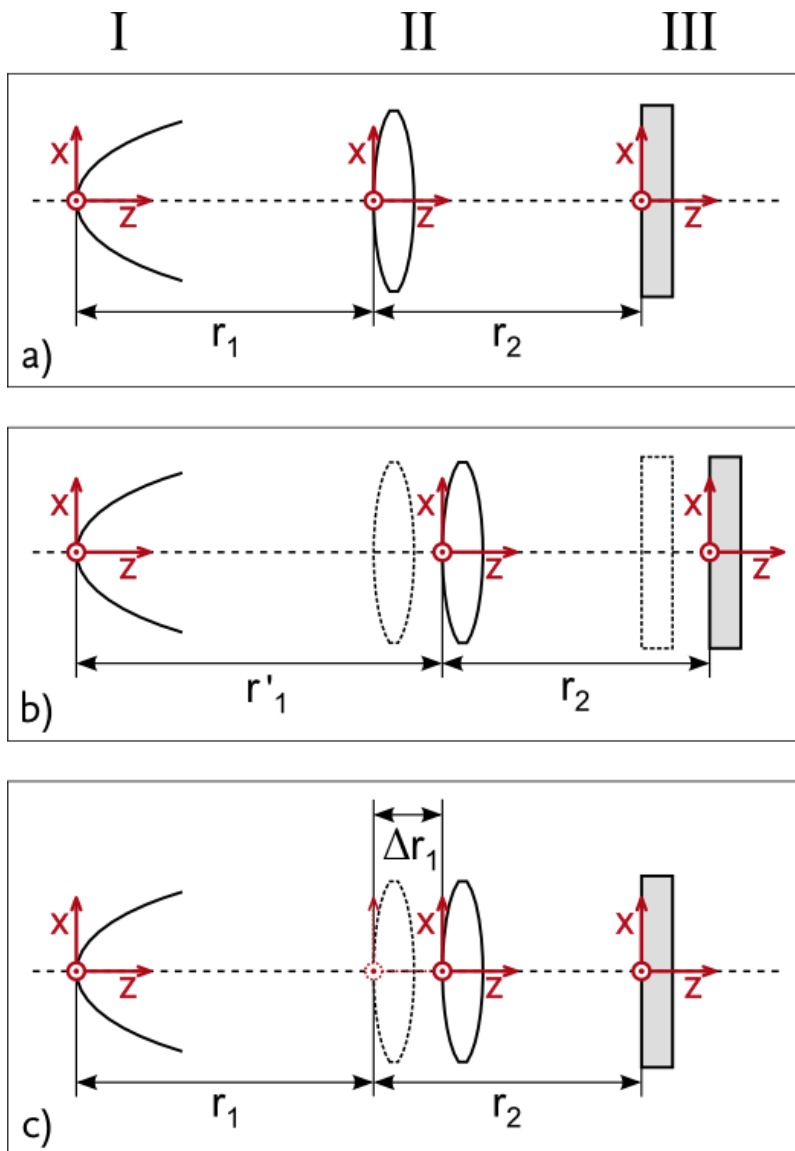 I II III
X X X
Z Z Z
r₁ r₂
a)
X X X
Z Z Z
r'₁ r₂
b)
Δr₁
X X X
Z Z Z
r₁ r₂
c)